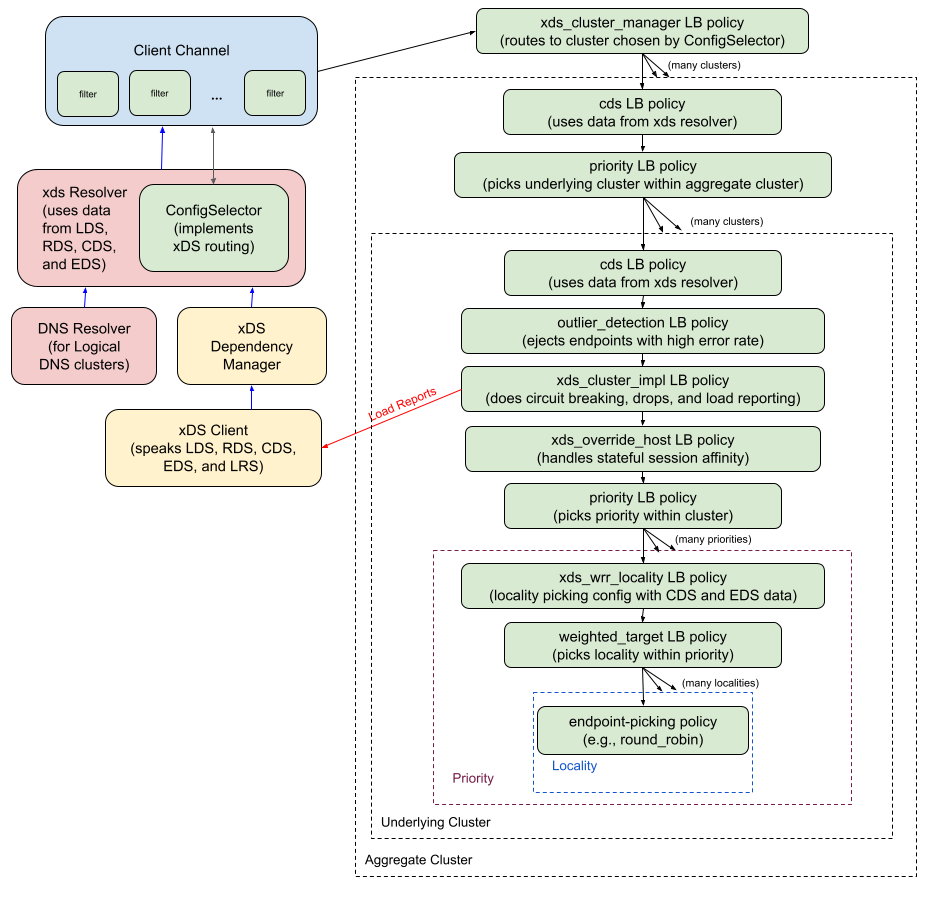 Client Channel
filter
filter
...
filter
xds Resolver
(uses data
from LDS,
RDS, CDS,
and EDS)
ConfigSelector
(implements
xDS routing)
DNS Resolver
(for Logical
DNS clusters)
xDS
Dependency
Manager
xDS Client
(speaks LDS, RDS, CDS,
EDS, and LRS)
Load Reports
xds_cluster_manager LB policy
(routes to cluster chosen by ConfigSelector)
(many clusters)
cds LB policy
(uses data from xds resolver)
priority LB policy
(picks underlying cluster within aggregate cluster)
(many clusters)
cds LB policy
(uses data from xds resolver)
outlier_detection LB policy
(ejects endpoints with high error rate)
xds_cluster_impl LB policy
(does circuit breaking, drops, and load reporting)
xds_override_host LB policy
(handles stateful session affinity)
priority LB policy
(picks priority within cluster)
(many priorities)
xds_wrr_locality LB policy
(locality picking config with CDS and EDS data)
weighted_target LB policy
(picks locality within priority)
(many localities)
endpoint-picking policy
(e.g., round_robin)
Locality
Priority
Underlying Cluster
Aggregate Cluster